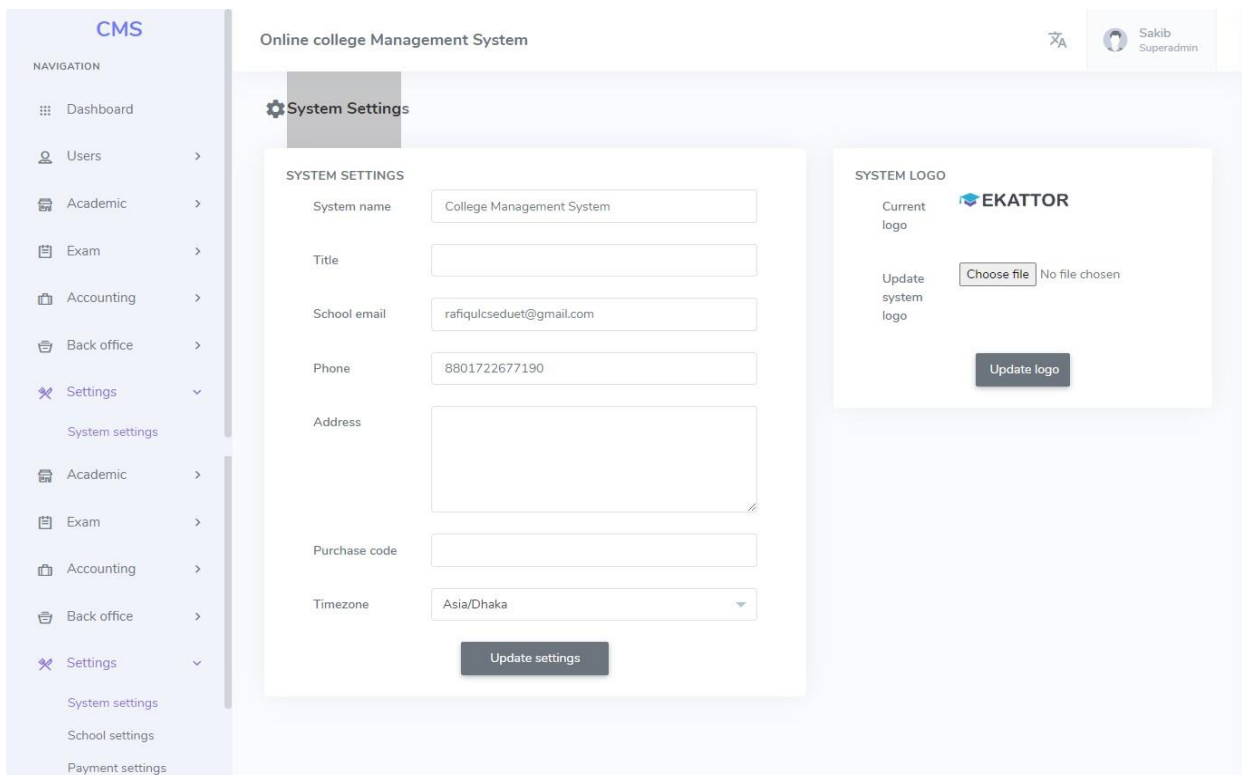 CMS
NAVIGATION
Dashboard
Users
Academic
Exam
Accounting
Back office
Settings
System settings
Academic
Exam
Accounting
Back office
Settings
System settings
School settings
Payment settings
Online college Management System
Sakib
Superadmin
System Settings
SYSTEM SETTINGS
System name
College Management System
Title
School email
rafiqulcseduet@gmail.com
Phone
8801722677190
Address
Purchase code
Timezone
Asia/Dhaka
Update settings
SYSTEM LOGO
Current
logo
EKATTOR
Update
system
logo
Choose file No file chosen
Update logo